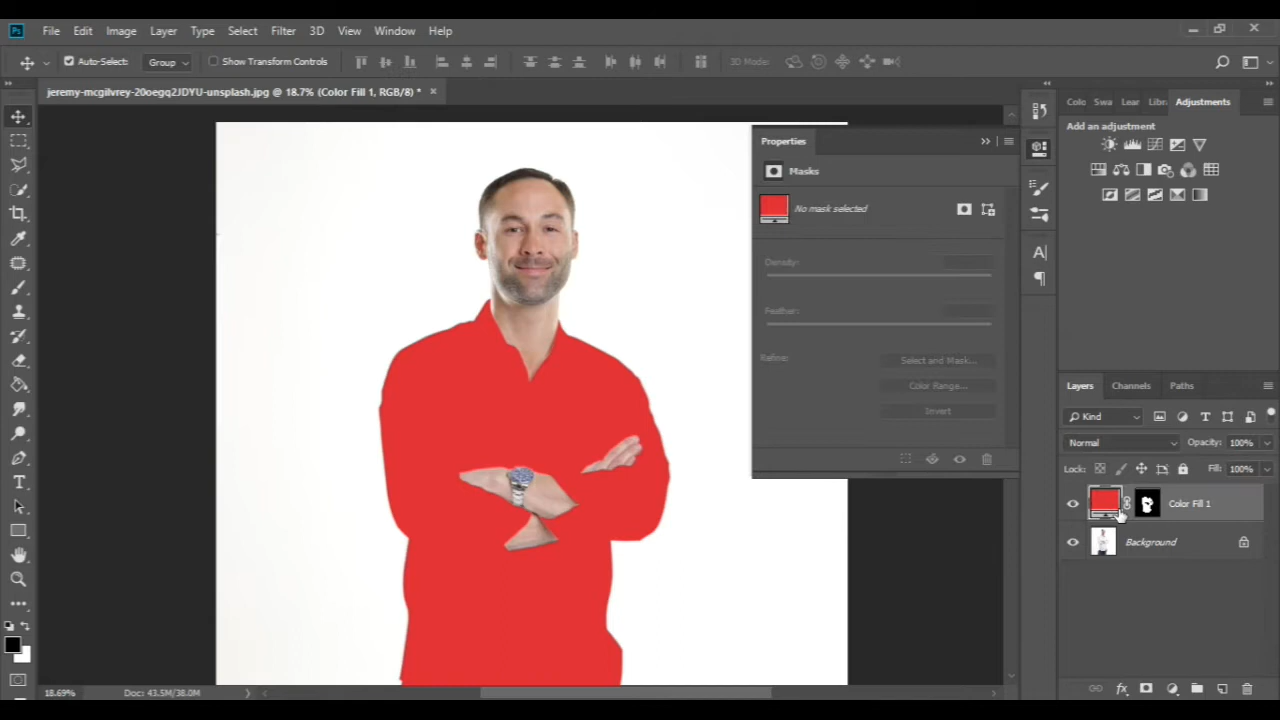 Ps File Edit Image Layer Type Select Filter 3D View Window Help
Auto-Select: Group Show Transform Controls 3D Mode:
jeremy-mcgilvrey-20oegq2JDYU-unsplash.jpg @ 18.7% (Color Fill 1, RGB/8) *
Colo Swa Lear Libr Adjustments
Add an adjustment
Properties
Masks
No mask selected
Density:
Feather:
Refine: Select and Mask...
Color Range...
Invert
Layers Channels Paths
Kind
Normal Opacity: 100%
Lock: Fill: 100%
Color Fill 1
Background
18.69% Doc: 43.5M/38.0M